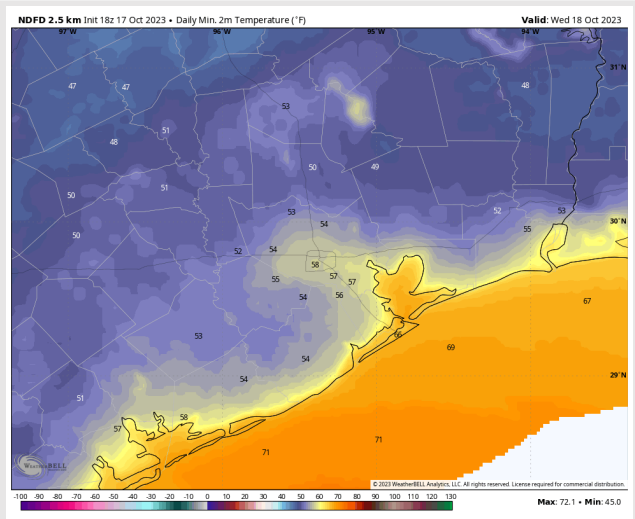 NDFD 2.5 km Init 18z 17 Oct 2023 • Daily Min. 2m Temperature (°F)
Valid: Wed 18 Oct 2023
97°W 96°W 95°W 94°W
31°N
47 47 53 48
48 51
50 49
50 51
53 54 52 53 30°N
50 55
52 54
58
55 57 57
54 56 67
53 66 69
54
54 29°N
51
57 58
71 71
WeatherBELL
© 2023 WeatherBELL Analytics, LLC. All rights reserved. License required for commercial distribution.
-100 -90 -80 -70 -60 -50 -40 -30 -20 -10 0 10 20 30 40 50 60 70 80 90 100 110 120 130
Max: 72.1 • Min: 45.0